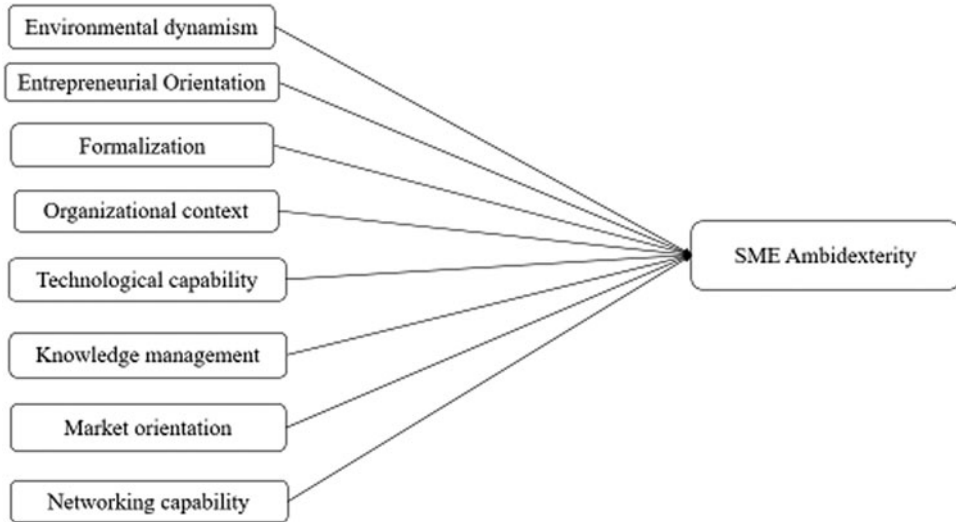 Environmental dynamism
Entrepreneurial Orientation
Formalization
Organizational context
Technological capability
Knowledge management
Market orientation
Networking capability
SME Ambidexterity